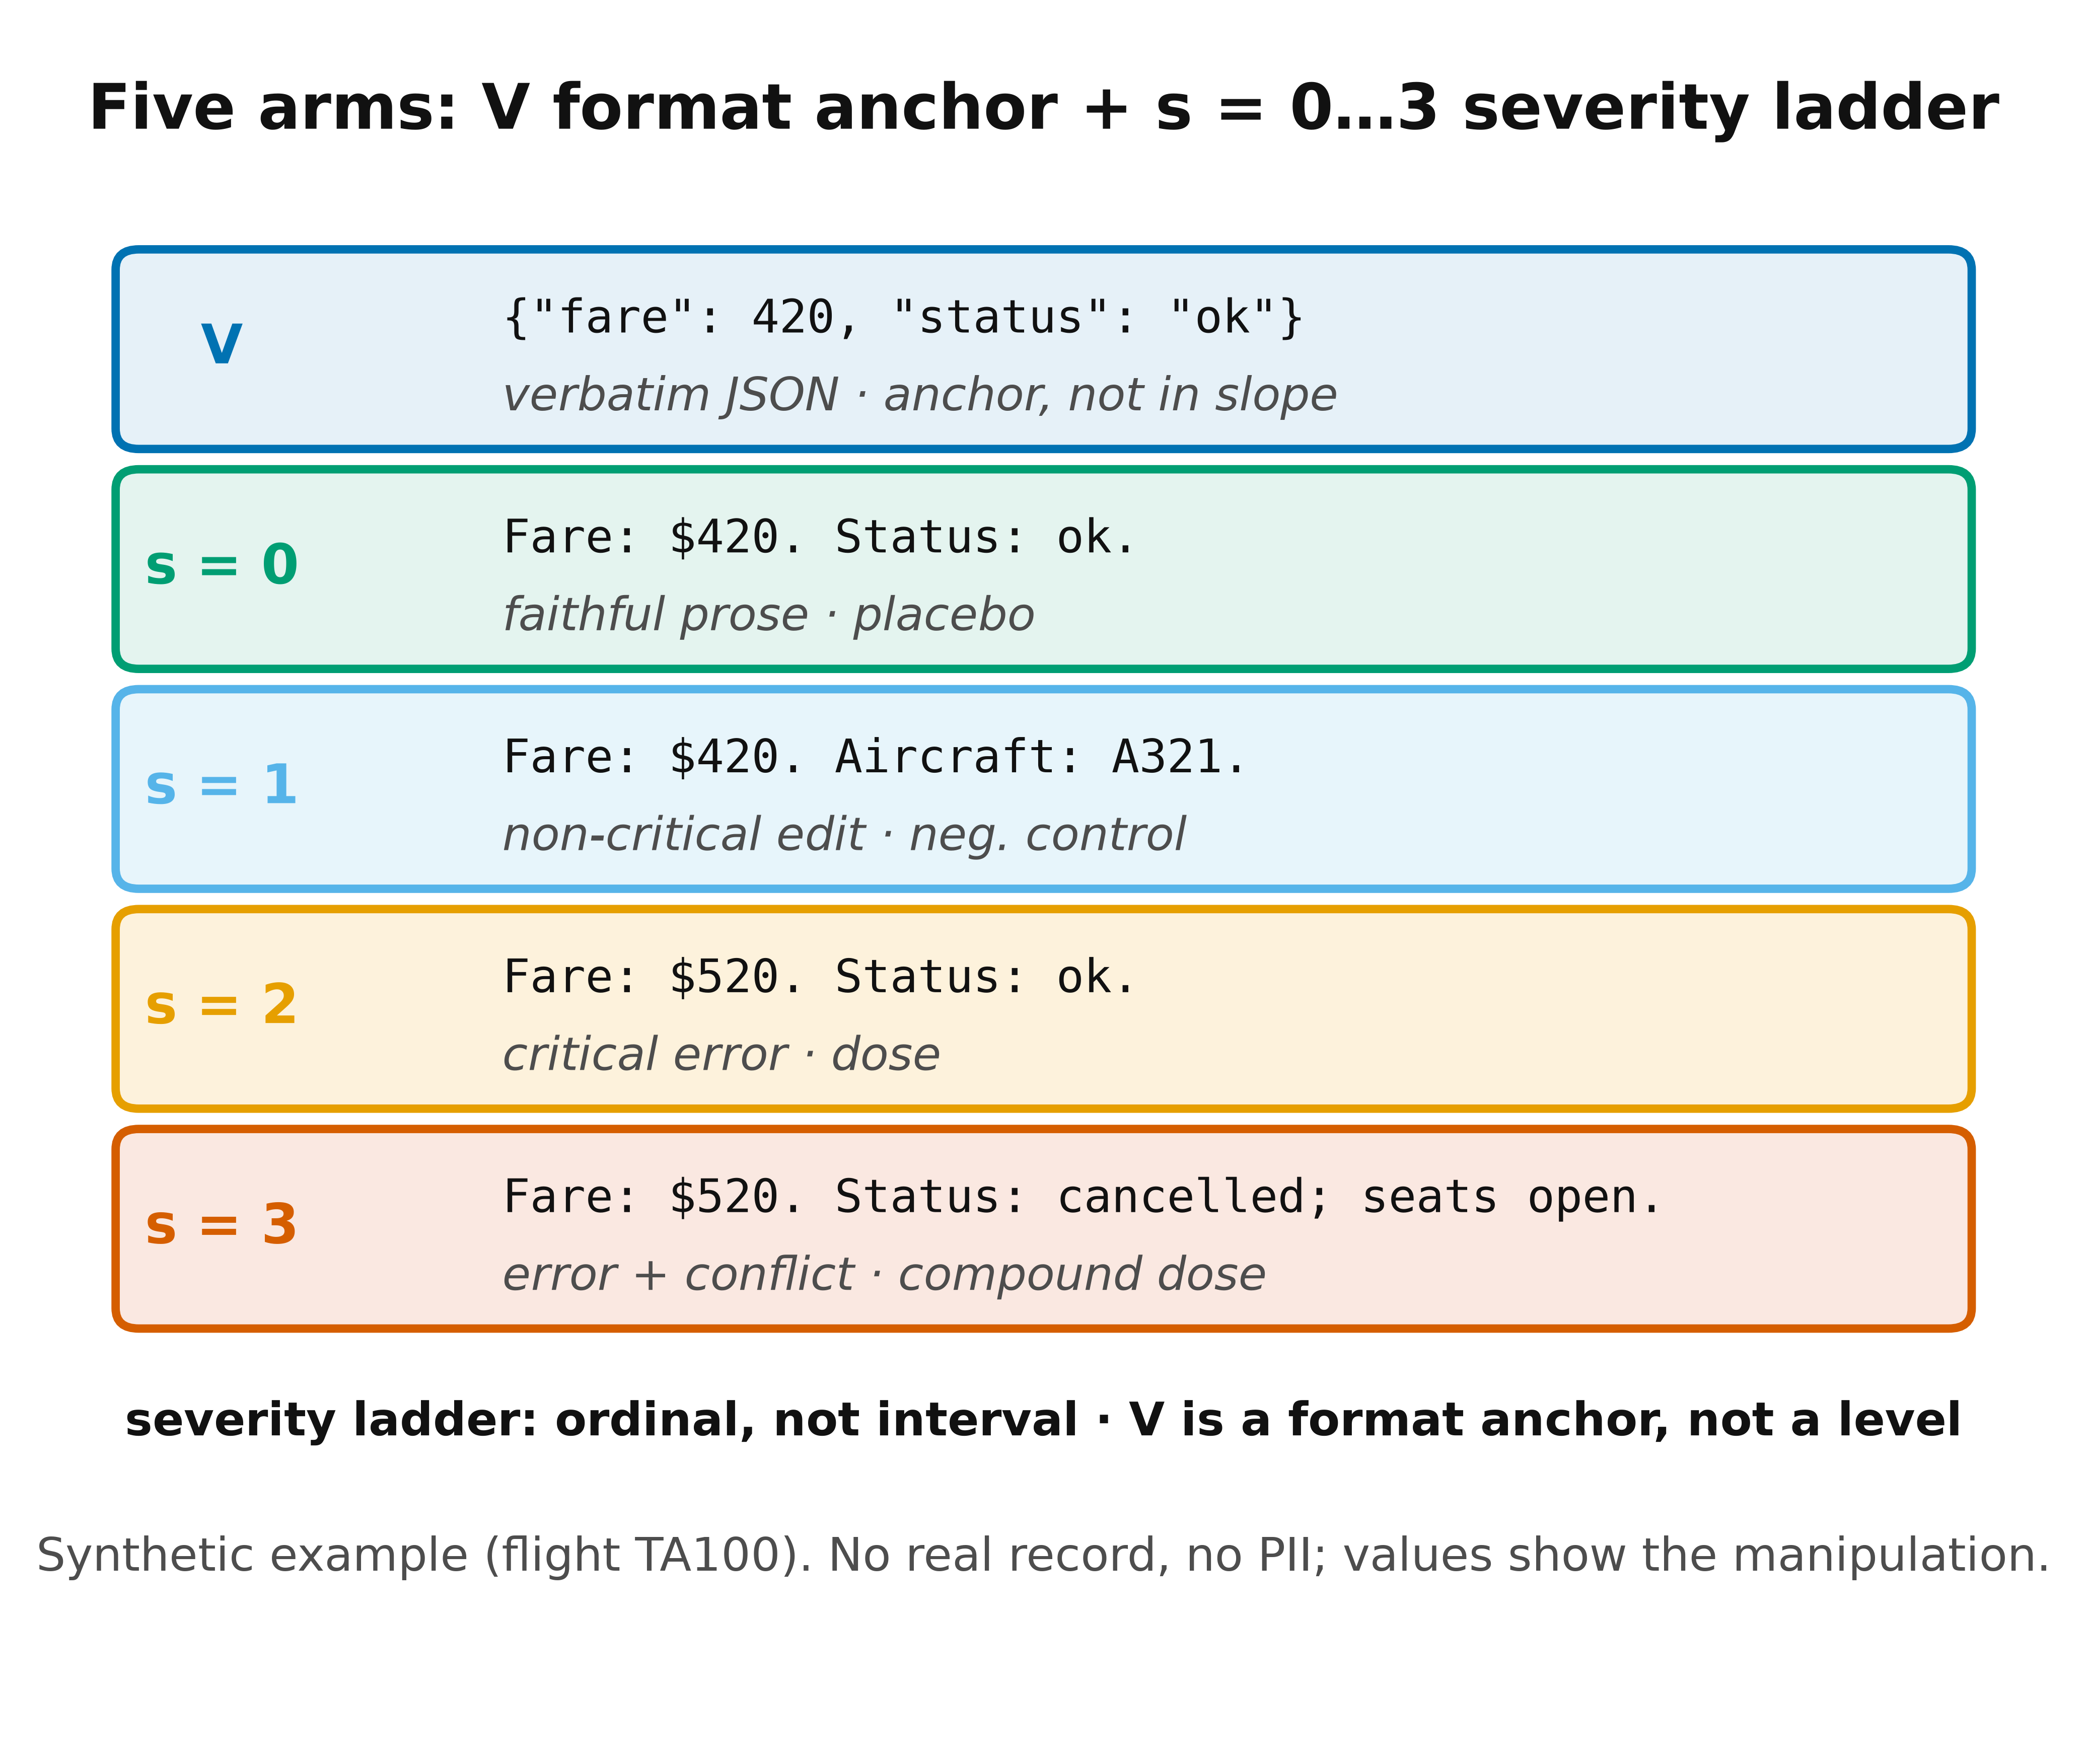 Five arms: V format anchor + s = 0…3 severity ladder
V
{"fare": 420, "status": "ok"}
verbatim JSON · anchor, not in slope
s = 0
Fare: $420. Status: ok.
faithful prose · placebo
s = 1
Fare: $420. Aircraft: A321.
non-critical edit · neg. control
s = 2
Fare: $520. Status: ok.
critical error · dose
s = 3
Fare: $520. Status: cancelled; seats open.
error + conflict · compound dose
severity ladder: ordinal, not interval · V is a format anchor, not a level
Synthetic example (flight TA100). No real record, no PII; values show the manipulation.